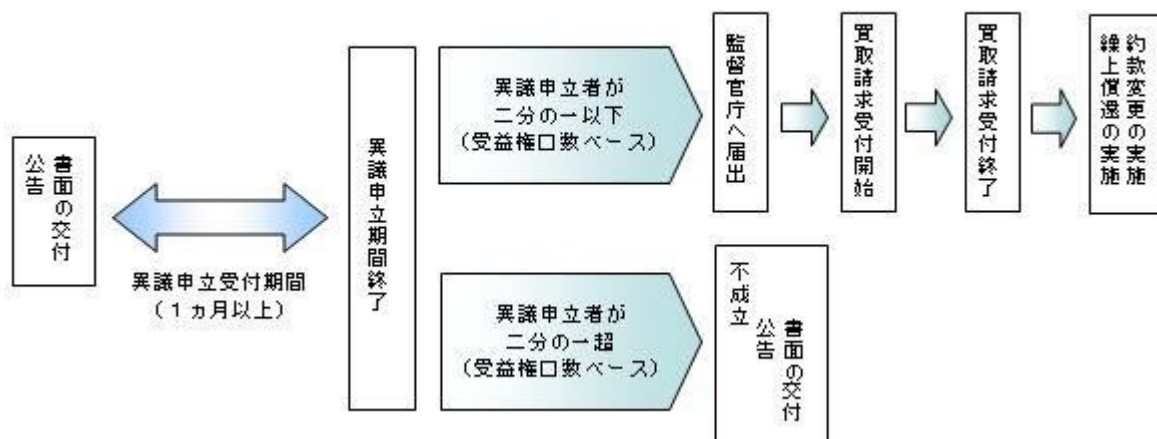 書面の交付
公告
異議申立受付期間
(1ヵ月以上)
異議申立期間終了
異議申立者が
二分の一以下
(受益権口数ベース)
監督官庁へ届出
買取請求受付開始
買取請求受付終了
約款変更の実施
繰上償還の実施
異議申立者が
二分の一超
(受益権口数ベース)
書面の交付
公告
不成立